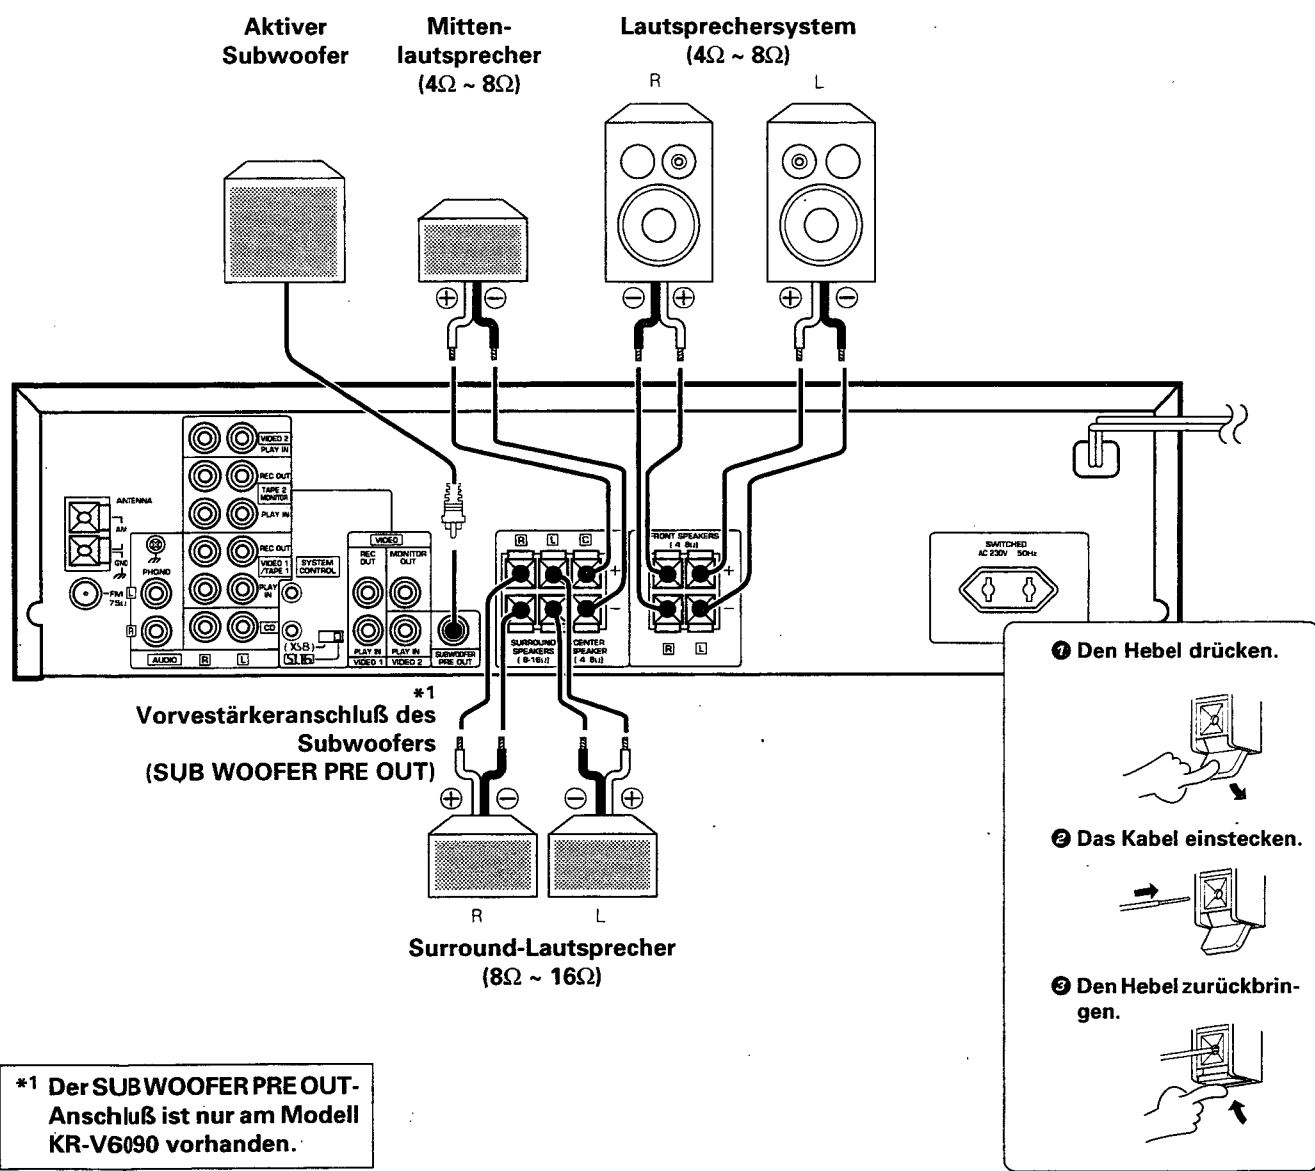 Aktiver
Subwoofer
Mitten-
lautsprecher
(4Ω ~ 8Ω)
Lautsprechersystem
(4Ω ~ 8Ω)
R
L
⊕ ⊖
⊖ ⊕
⊕ ⊖
VIDEO 2
PLAY IN
REC OUT
TAPE 2
MONITOR
PLAY IN
REC OUT
VIDEO 1
/TAPE 1
PLAY
IN
CD
ANTENNA
AM
GND
FM
75Ω
PHONO
L
R
AUDIO
R
L
SYSTEM
CONTROL
(XS8)
SL16
VIDEO
REC
OUT
MONITOR
OUT
PLAY IN
PLAY IN
VIDEO 1
VIDEO 2
SUBWOOFER
PRE OUT
R
L
C
+
−
SURROUND
SPEAKERS
(8-16Ω)
CENTER
SPEAKER
(4 8Ω)
FRONT SPEAKERS
(4 8Ω)
+
−
R
L
SWITCHED
AC 230V 50Hz
*1
Vorvestärkeranschluß des
Subwoofers
(SUB WOOFER PRE OUT)
⊕ ⊖
⊖ ⊕
R
L
Surround-Lautsprecher
(8Ω ~ 16Ω)
❶ Den Hebel drücken.
❷ Das Kabel einstecken.
❸ Den Hebel zurückbrin-
gen.
*1 Der SUB WOOFER PRE OUT-
Anschluß ist nur am Modell
KR-V6090 vorhanden.